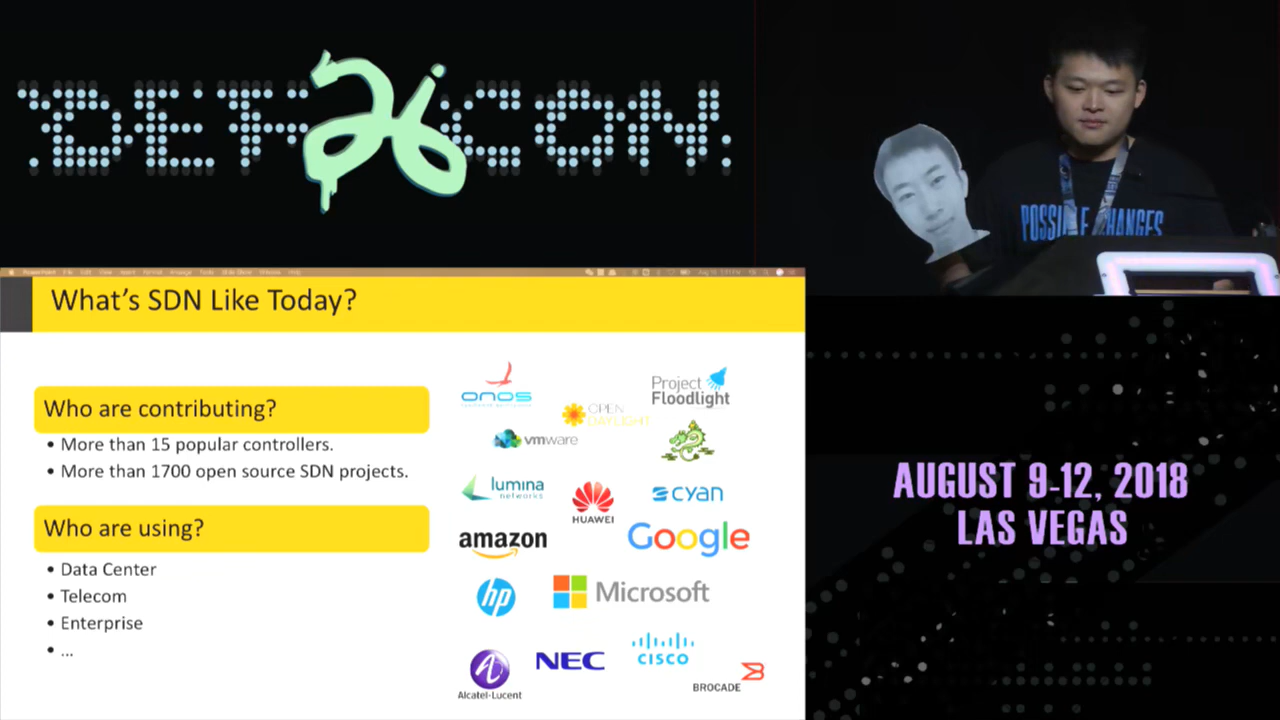 DEF CON
26
POSSIBLE CHANGES
What's SDN Like Today?
Who are contributing?
• More than 15 popular controllers.
• More than 1700 open source SDN projects.
Who are using?
• Data Center
• Telecom
• Enterprise
• ...
onos
Project
Floodlight
OPEN
DAYLIGHT
vmware
lumina
networks
HUAWEI
cyan
amazon
Google
hp
Microsoft
Alcatel-Lucent
NEC
CISCO
BROCADE
AUGUST 9-12, 2018
LAS VEGAS